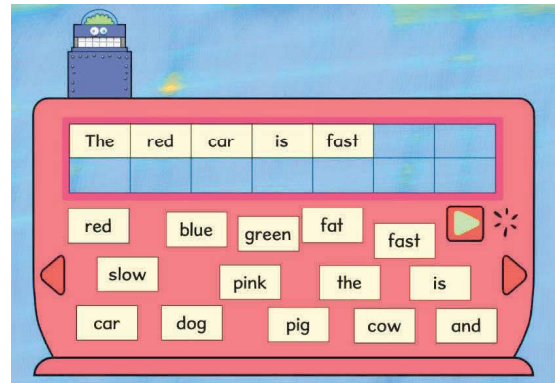 The red car is fast
red blue green fat fast
slow pink the is
car dog pig cow and